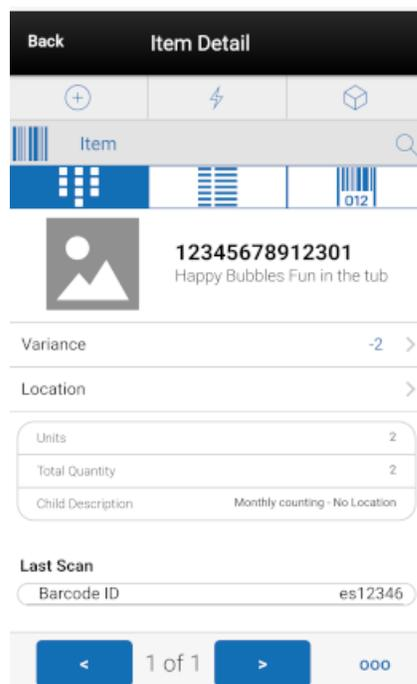 Back Item Detail
Item
012
12345678912301
Happy Bubbles Fun in the tub
Variance -2 >
Location >
Units 2
Total Quantity 2
Child Description Monthly counting - No Location
Last Scan
Barcode ID es12346
< 1 of 1 > ooo